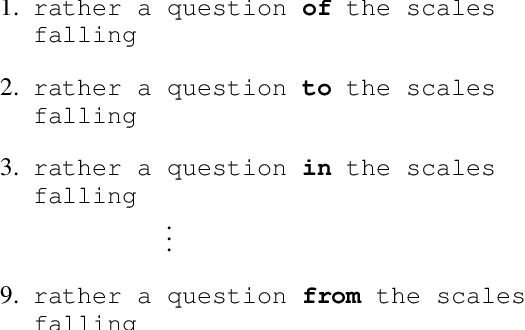 1. rather a question of the scales
falling
2. rather a question to the scales
falling
3. rather a question in the scales
falling
⋮
9. rather a question from the scales
falling